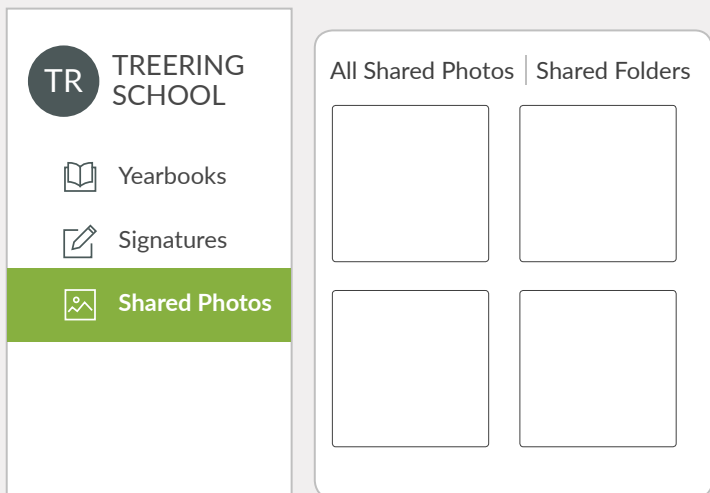 TR
TREERING
SCHOOL
Yearbooks
Signatures
Shared Photos
All Shared Photos
Shared Folders